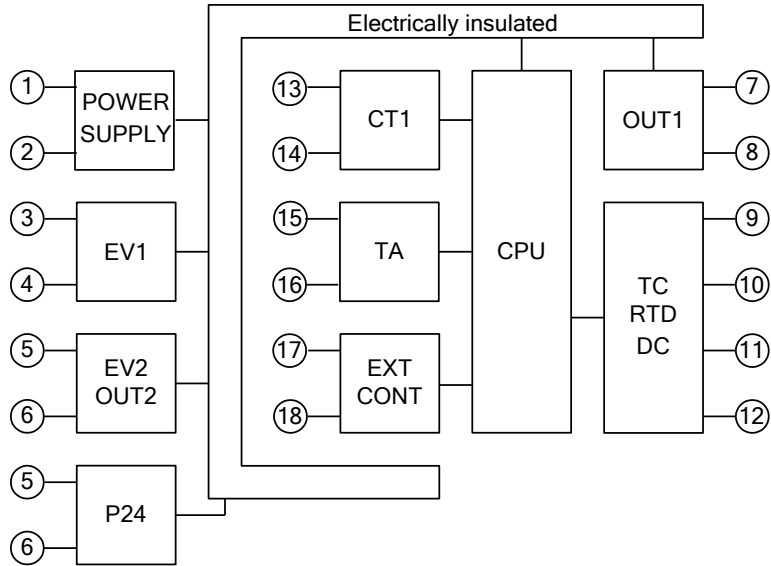 Electrically insulated
1
2
POWER
SUPPLY
3
4
EV1
5
6
EV2
OUT2
5
6
P24
13
14
CT1
15
16
TA
17
18
EXT
CONT
CPU
OUT1
7
8
TC
RTD
DC
9
10
11
12